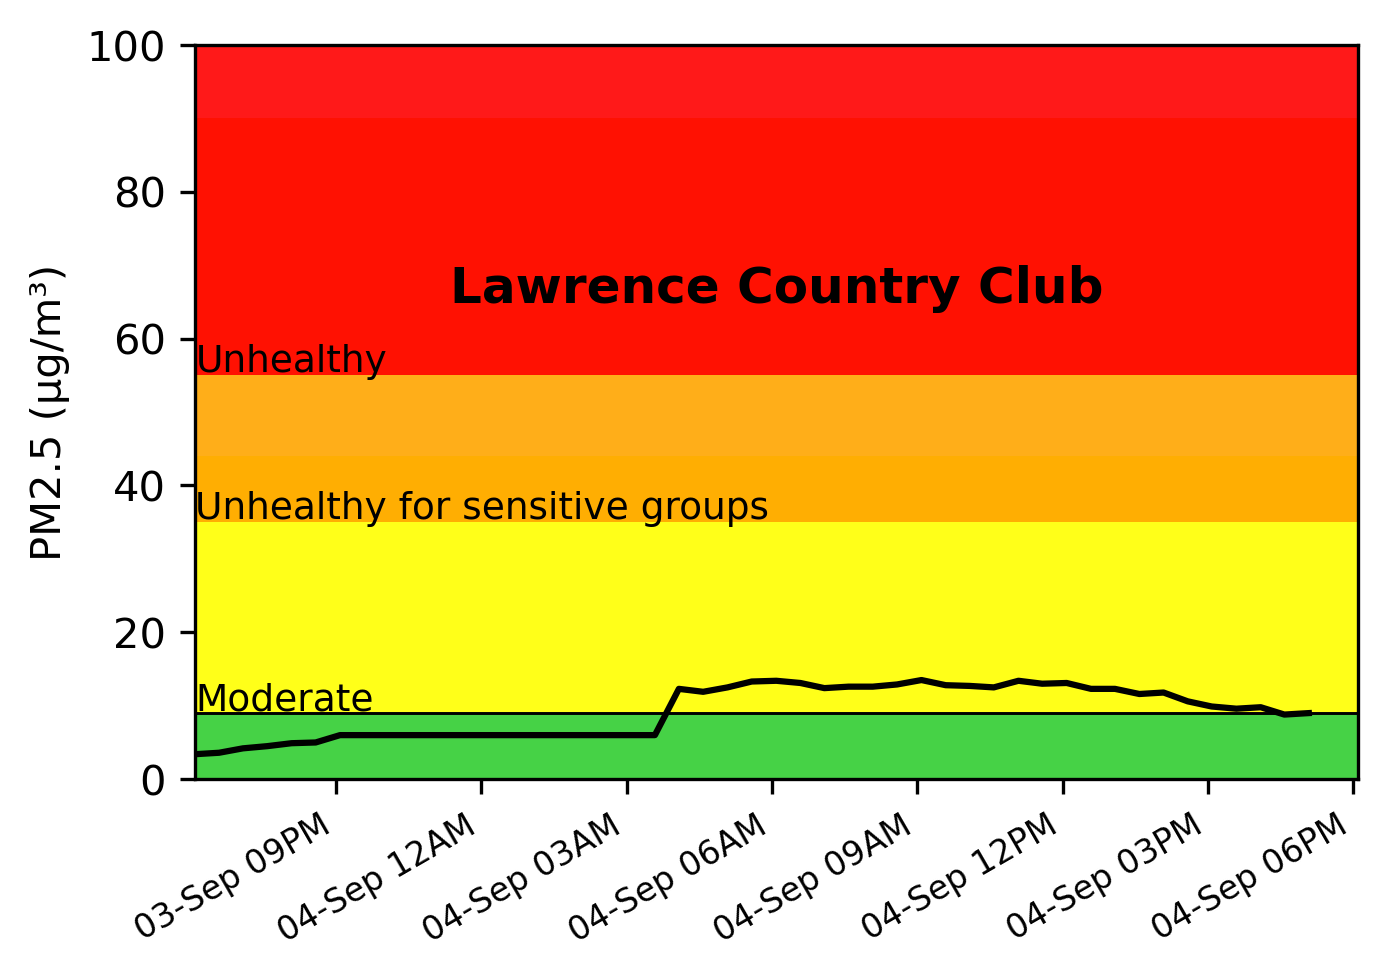 100
80
60
40
20
0
PM2.5 (µg/m³)
Lawrence Country Club
Unhealthy
Unhealthy for sensitive groups
Moderate
03-Sep 09PM
04-Sep 12AM
04-Sep 03AM
04-Sep 06AM
04-Sep 09AM
04-Sep 12PM
04-Sep 03PM
04-Sep 06PM